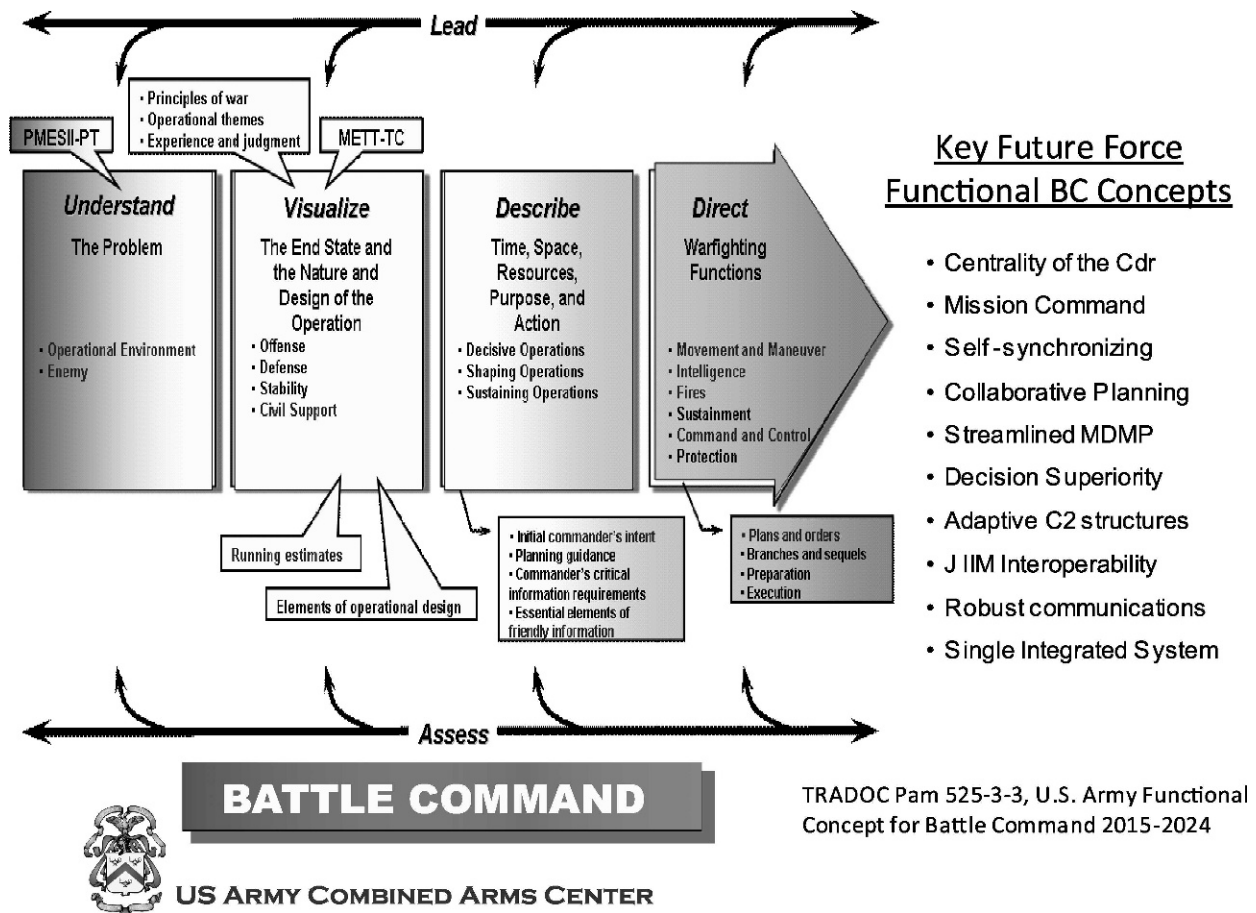 Lead
• Principles of war
• Operational themes
• Experience and judgment
PMESII-PT
METT-TC
Understand
The Problem
• Operational Environment
• Enemy
Visualize
The End State and
the Nature and
Design of the
Operation
• Offense
• Defense
• Stability
• Civil Support
Describe
Time, Space,
Resources,
Purpose, and
Action
• Decisive Operations
• Shaping Operations
• Sustaining Operations
Direct
Warfighting
Functions
• Movement and Maneuver
• Intelligence
• Fires
• Sustainment
• Command and Control
• Protection
Running estimates
Elements of operational design
• Initial commander's intent
• Planning guidance
• Commander's critical
information requirements
• Essential elements of
friendly information
• Plans and orders
• Branches and sequels
• Preparation
• Execution
Assess
Key Future Force
Functional BC Concepts
• Centrality of the Cdr
• Mission Command
• Self-synchronizing
• Collaborative Planning
• Streamlined MDMP
• Decision Superiority
• Adaptive C2 structures
• JIIM Interoperability
• Robust communications
• Single Integrated System
BATTLE COMMAND
TRADOC Pam 525-3-3, U.S. Army Functional
Concept for Battle Command 2015-2024
US ARMY COMBINED ARMS CENTER